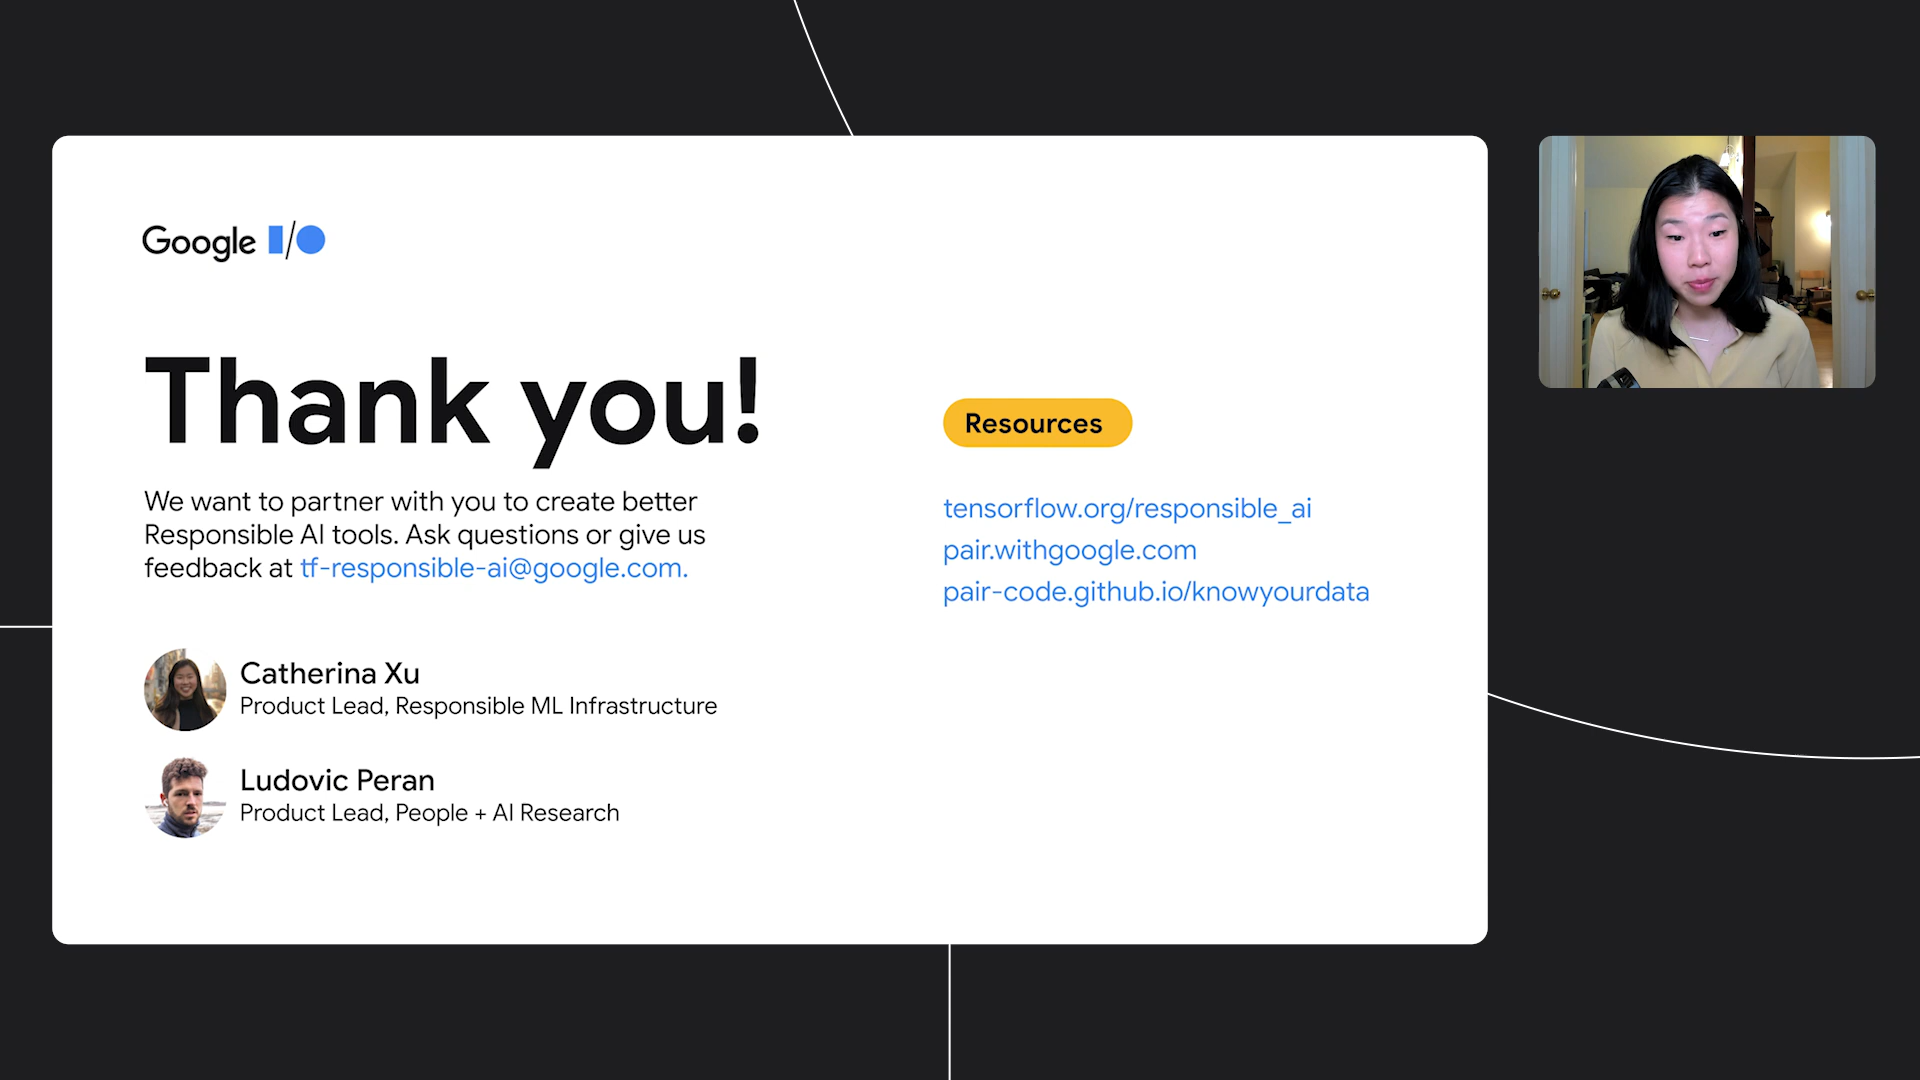 Google I/O
Thank you!
We want to partner with you to create better
Responsible AI tools. Ask questions or give us
feedback at tf-responsible-ai@google.com.
Catherina Xu
Product Lead, Responsible ML Infrastructure
Ludovic Peran
Product Lead, People + AI Research
Resources
tensorflow.org/responsible_ai
pair.withgoogle.com
pair-code.github.io/knowyourdata